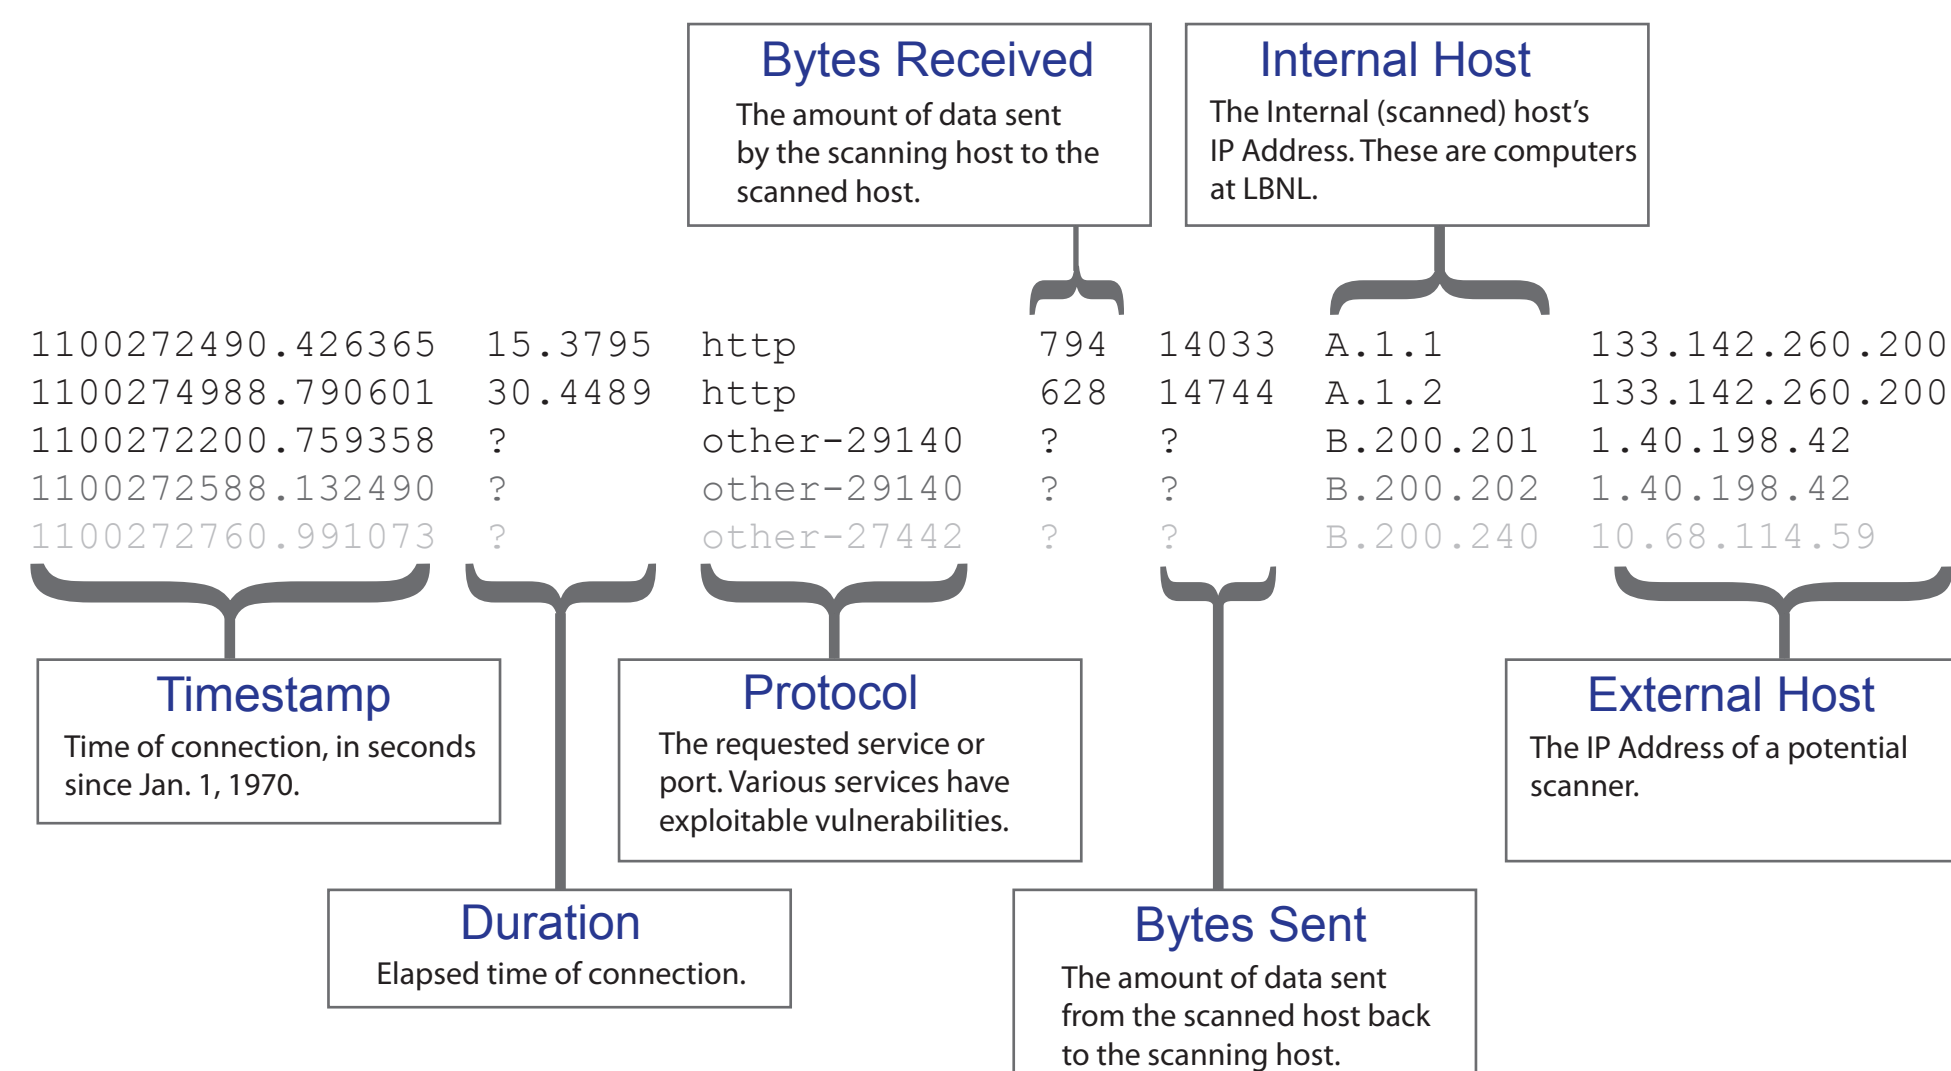 Bytes Received
The amount of data sent
by the scanning host to the
scanned host.
Internal Host
The Internal (scanned) host's
IP Address. These are computers
at LBNL.
1100272490.426365 15.3795 http 794 14033 A.1.1 133.142.260.200
1100274988.790601 30.4489 http 628 14744 A.1.2 133.142.260.200
1100272200.759358 ? other-29140 ? ? B.200.201 1.40.198.42
1100272588.132490 ? other-29140 ? ? B.200.202 1.40.198.42
1100272760.991073 ? other-27442 ? ? B.200.240 10.68.114.59
Timestamp
Time of connection, in seconds
since Jan. 1, 1970.
Protocol
The requested service or
port. Various services have
exploitable vulnerabilities.
External Host
The IP Address of a potential
scanner.
Duration
Elapsed time of connection.
Bytes Sent
The amount of data sent
from the scanned host back
to the scanning host.